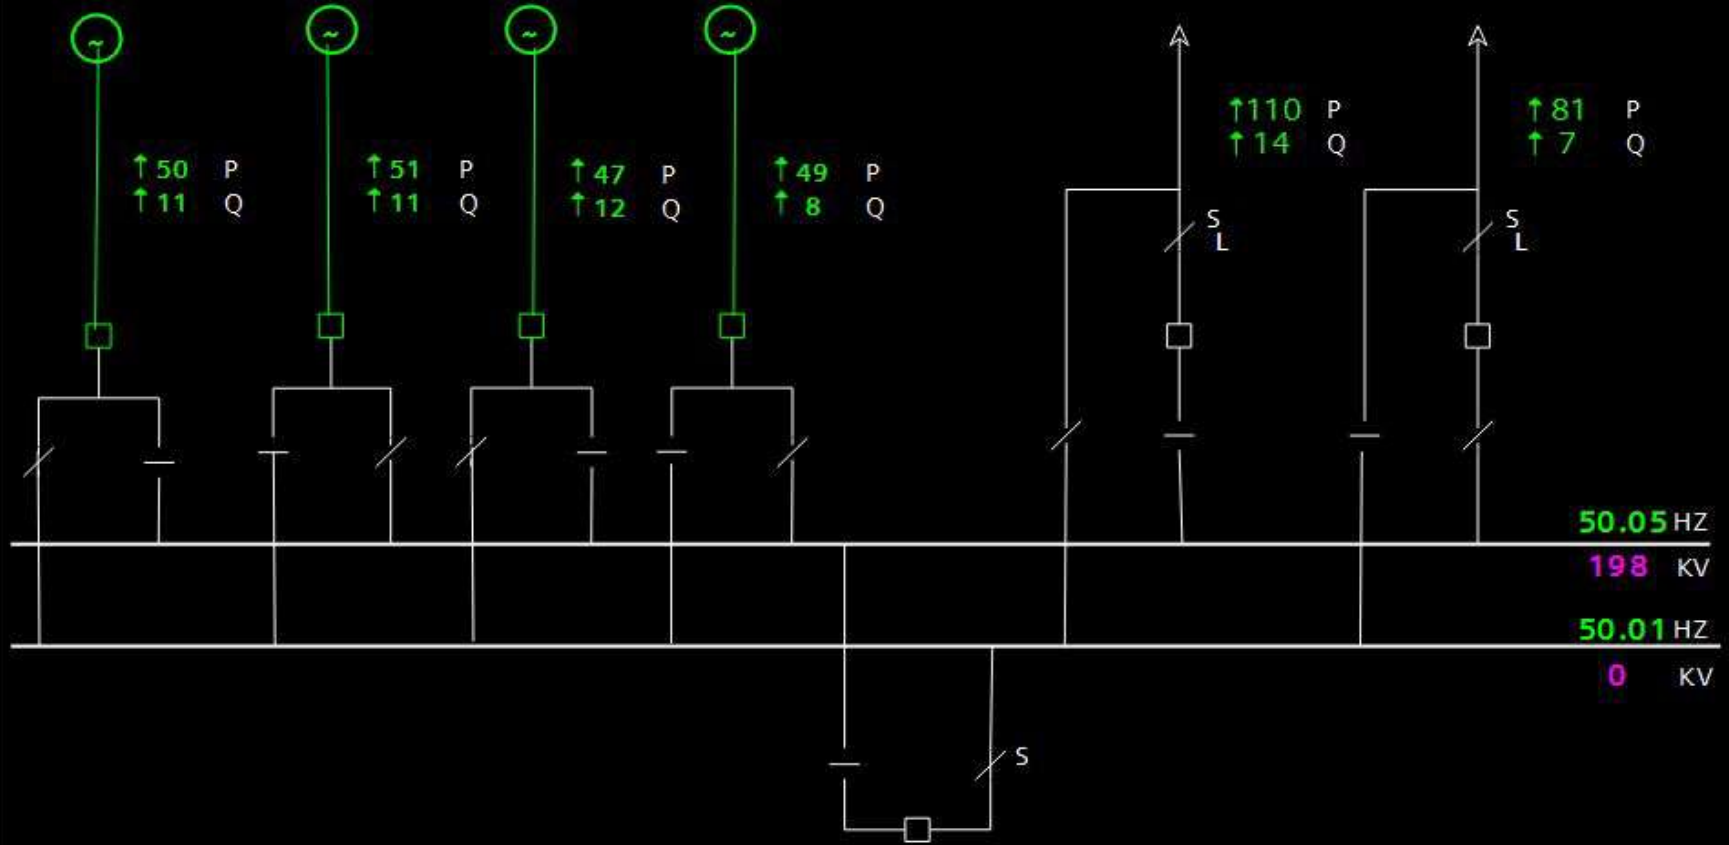 ~
~
~
~
↑50 P
↑11 Q
↑51 P
↑11 Q
↑47 P
↑12 Q
↑49 P
↑8 Q
↑110 P
↑14 Q
S
L
↑81 P
↑7 Q
S
L
50.05 HZ
198 KV
50.01 HZ
0 KV
S